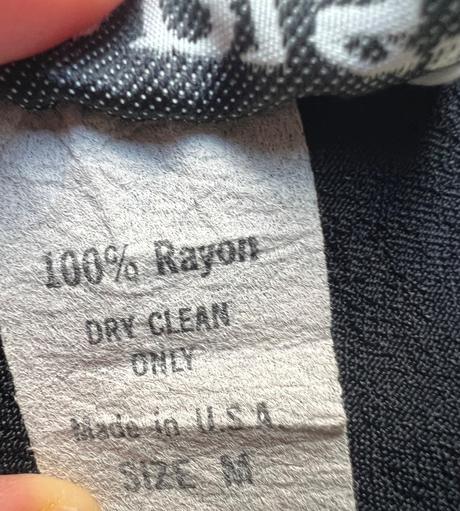 100% Rayon
DRY CLEAN
ONLY
Made in U.S.A.
SIZE M